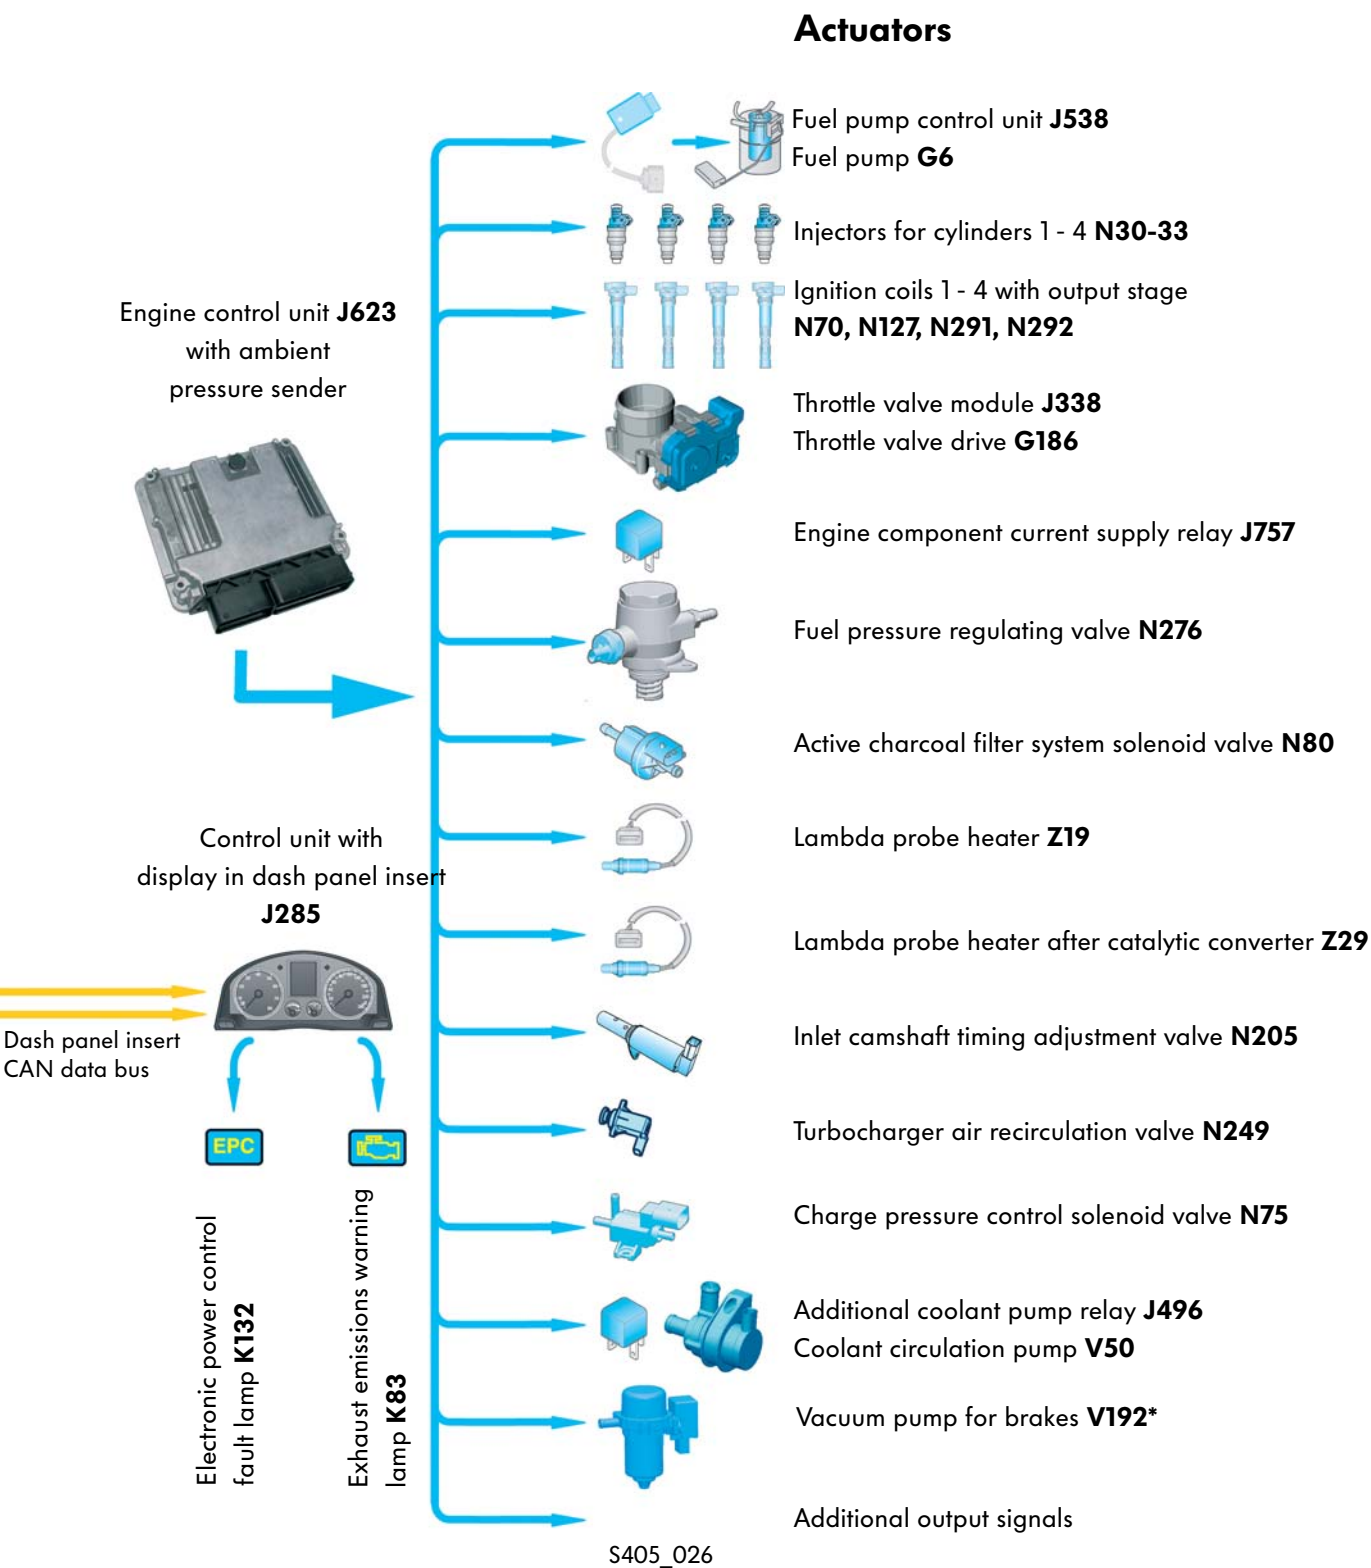 Actuators
Fuel pump control unit J538
Fuel pump G6
Injectors for cylinders 1 - 4 N30-33
Ignition coils 1 - 4 with output stage
N70, N127, N291, N292
Engine control unit J623
with ambient
pressure sender
Throttle valve module J338
Throttle valve drive G186
Engine component current supply relay J757
Fuel pressure regulating valve N276
Active charcoal filter system solenoid valve N80
Control unit with
display in dash panel insert
J285
Lambda probe heater Z19
Lambda probe heater after catalytic converter Z29
Dash panel insert
CAN data bus
Inlet camshaft timing adjustment valve N205
EPC
Turbocharger air recirculation valve N249
Electronic power control
fault lamp K132
Exhaust emissions warning
lamp K83
Charge pressure control solenoid valve N75
Additional coolant pump relay J496
Coolant circulation pump V50
Vacuum pump for brakes V192*
Additional output signals
S405_026